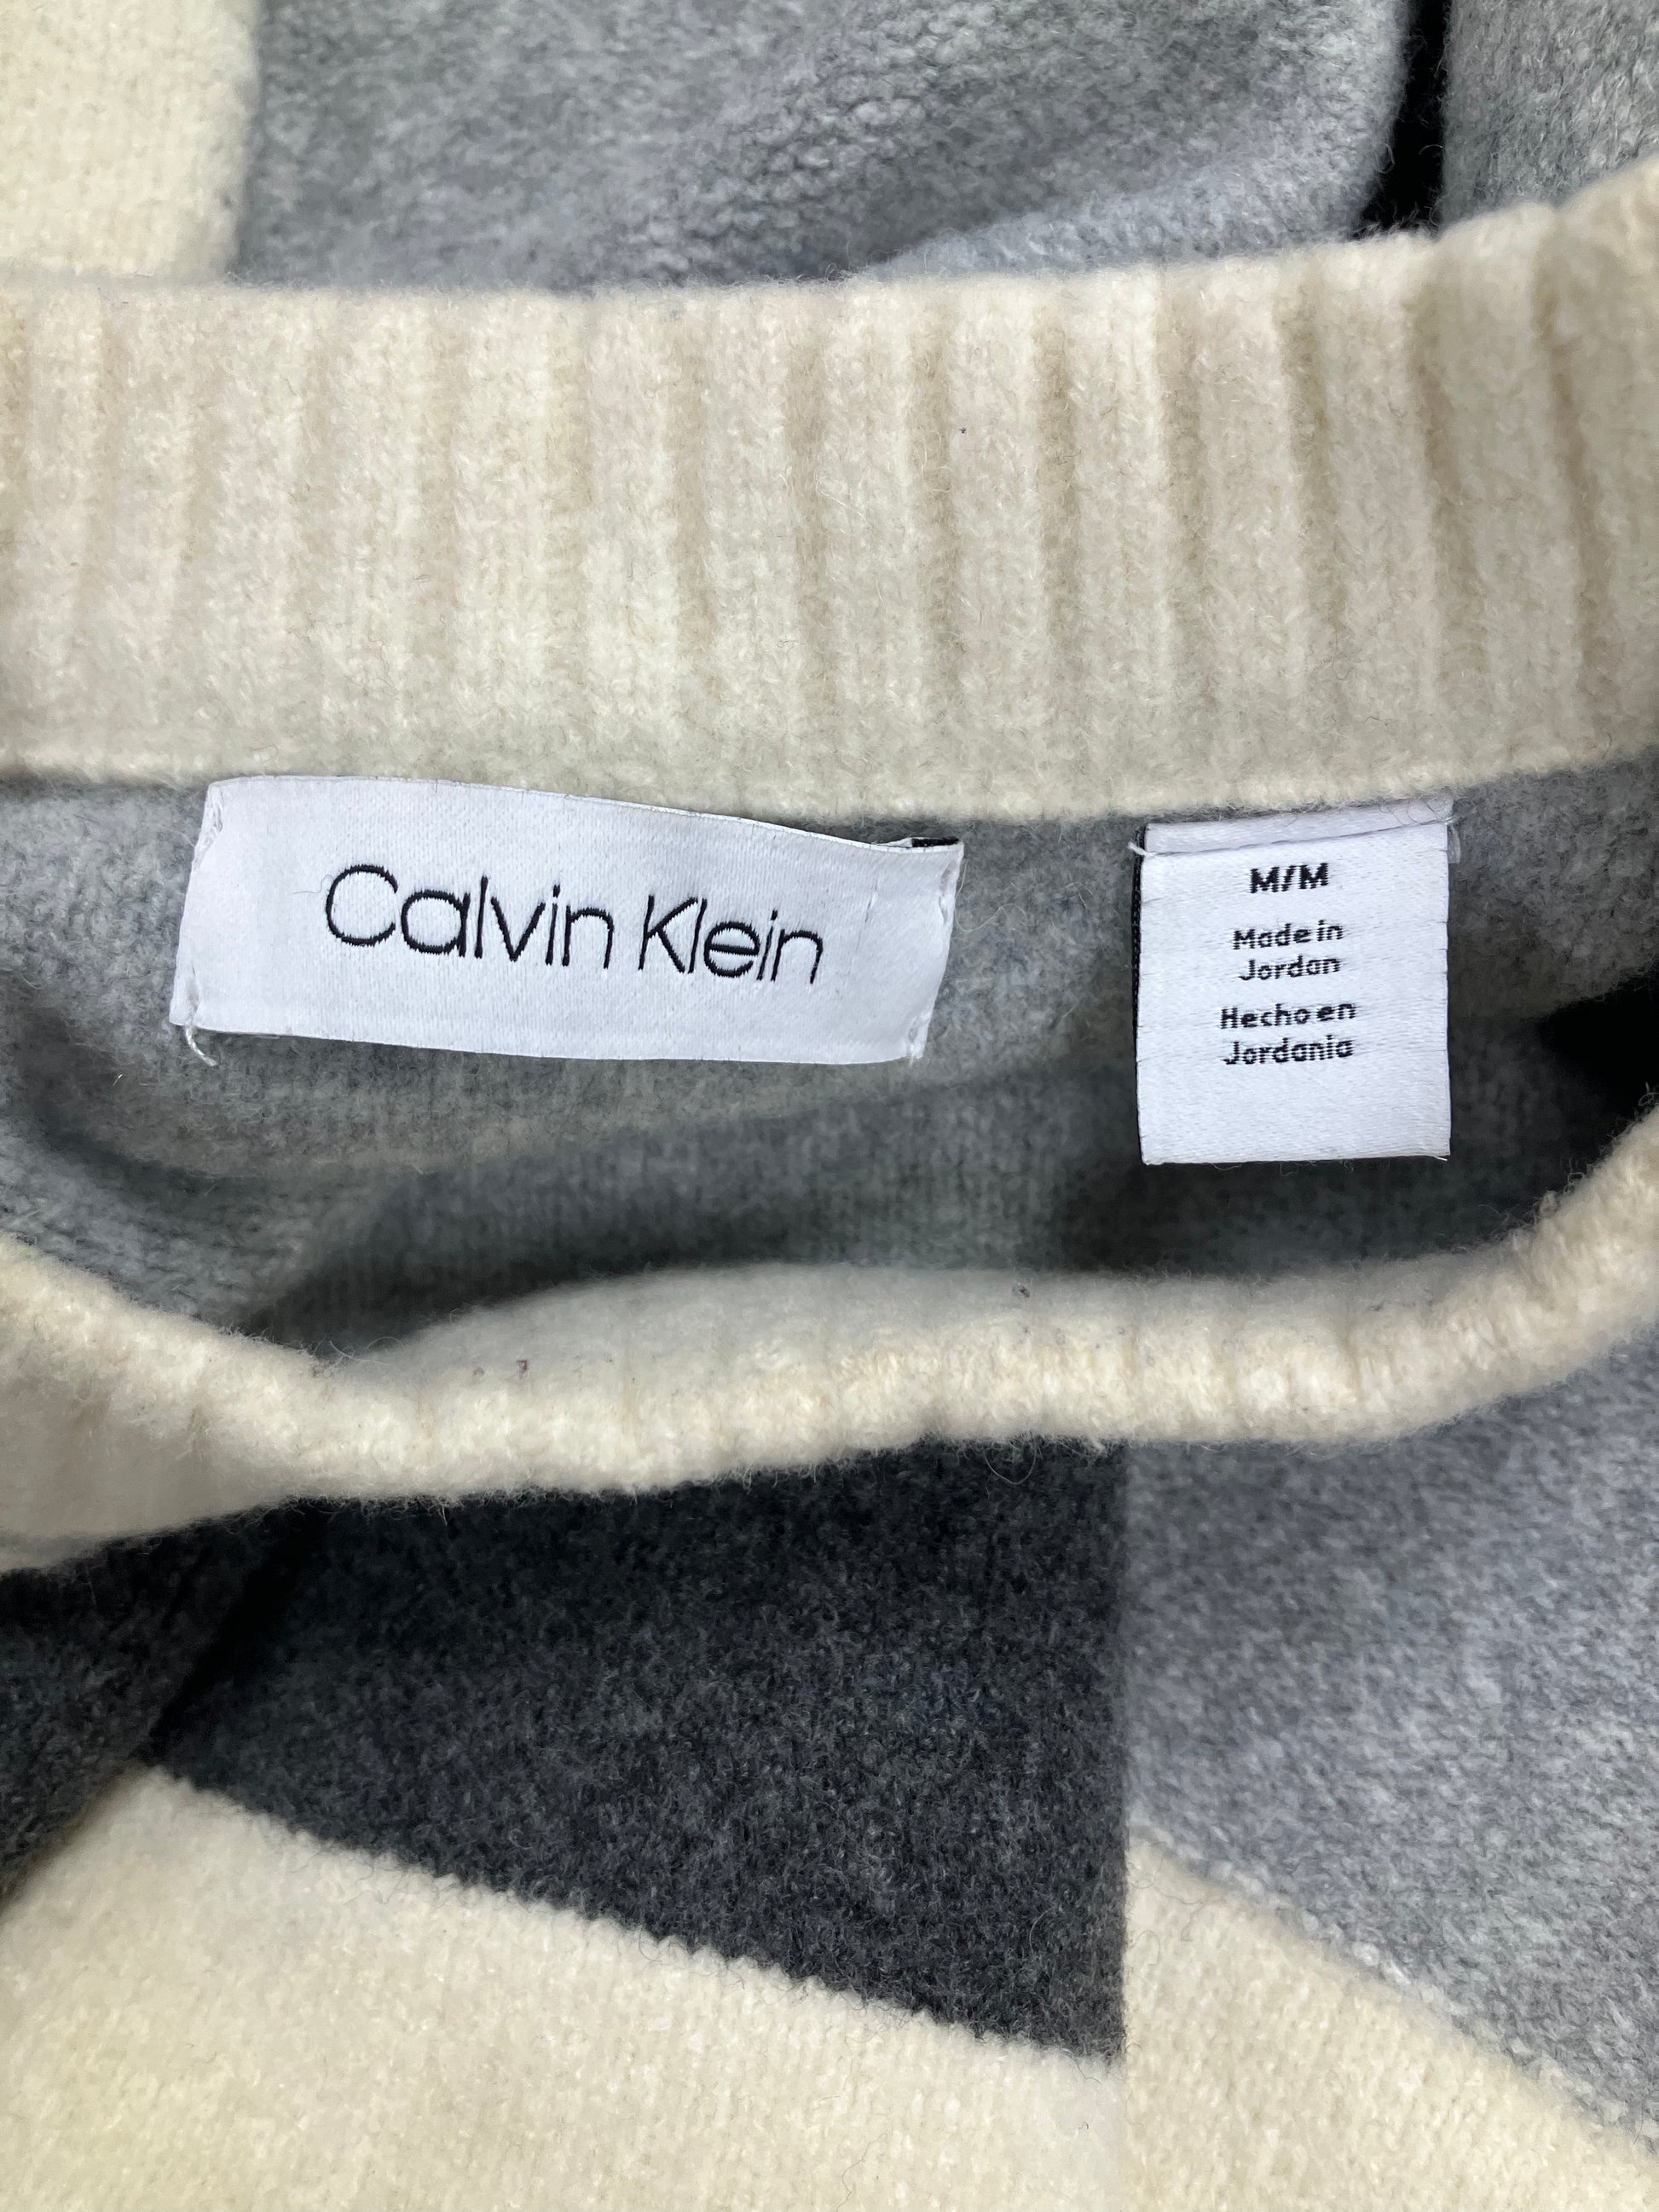 Calvin Klein
M/M
Made in
Jordan
Hecho en
Jordania